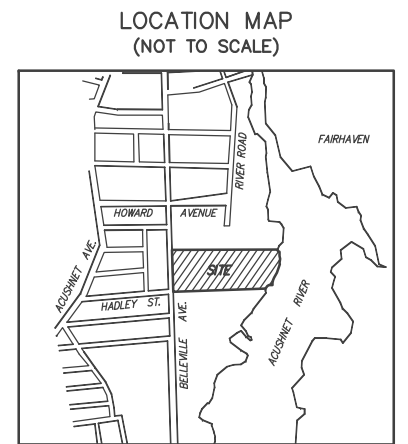 LOCATION MAP
(NOT TO SCALE)
FAIRHAVEN
RIVER ROAD
HOWARD AVENUE
ACUSHNET AVE.
SITE
HADLEY ST.
BELLEVILLE AVE.
ACUSHNET RIVER